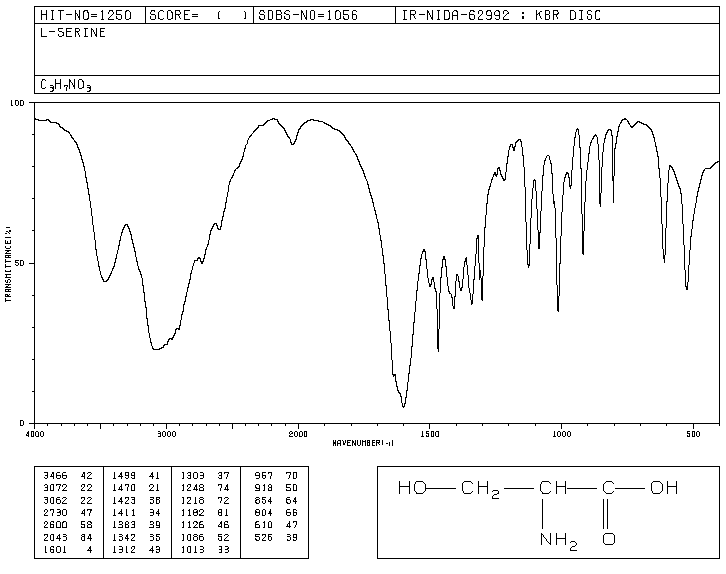 HIT-NO=1250 SCORE= ( ) SDBS-NO=1056 IR-NIDA-62992 : KBR DISC
L-SERINE
C3H7NO3
100
50
0
TRANSMITTANCE(%)
4000 3000 2000 1500 1000 500
WAVENUMBER(-1)
3466 42 1499 41 1303 37 967 70
3072 22 1470 21 1248 74 918 50
3062 22 1423 38 1218 72 854 64
2730 47 1411 34 1182 81 804 66
2600 58 1383 39 1126 46 610 47
2043 84 1342 35 1086 52 526 39
1601 4 1312 49 1013 33
HO CH2 CH C OH
NH2 O